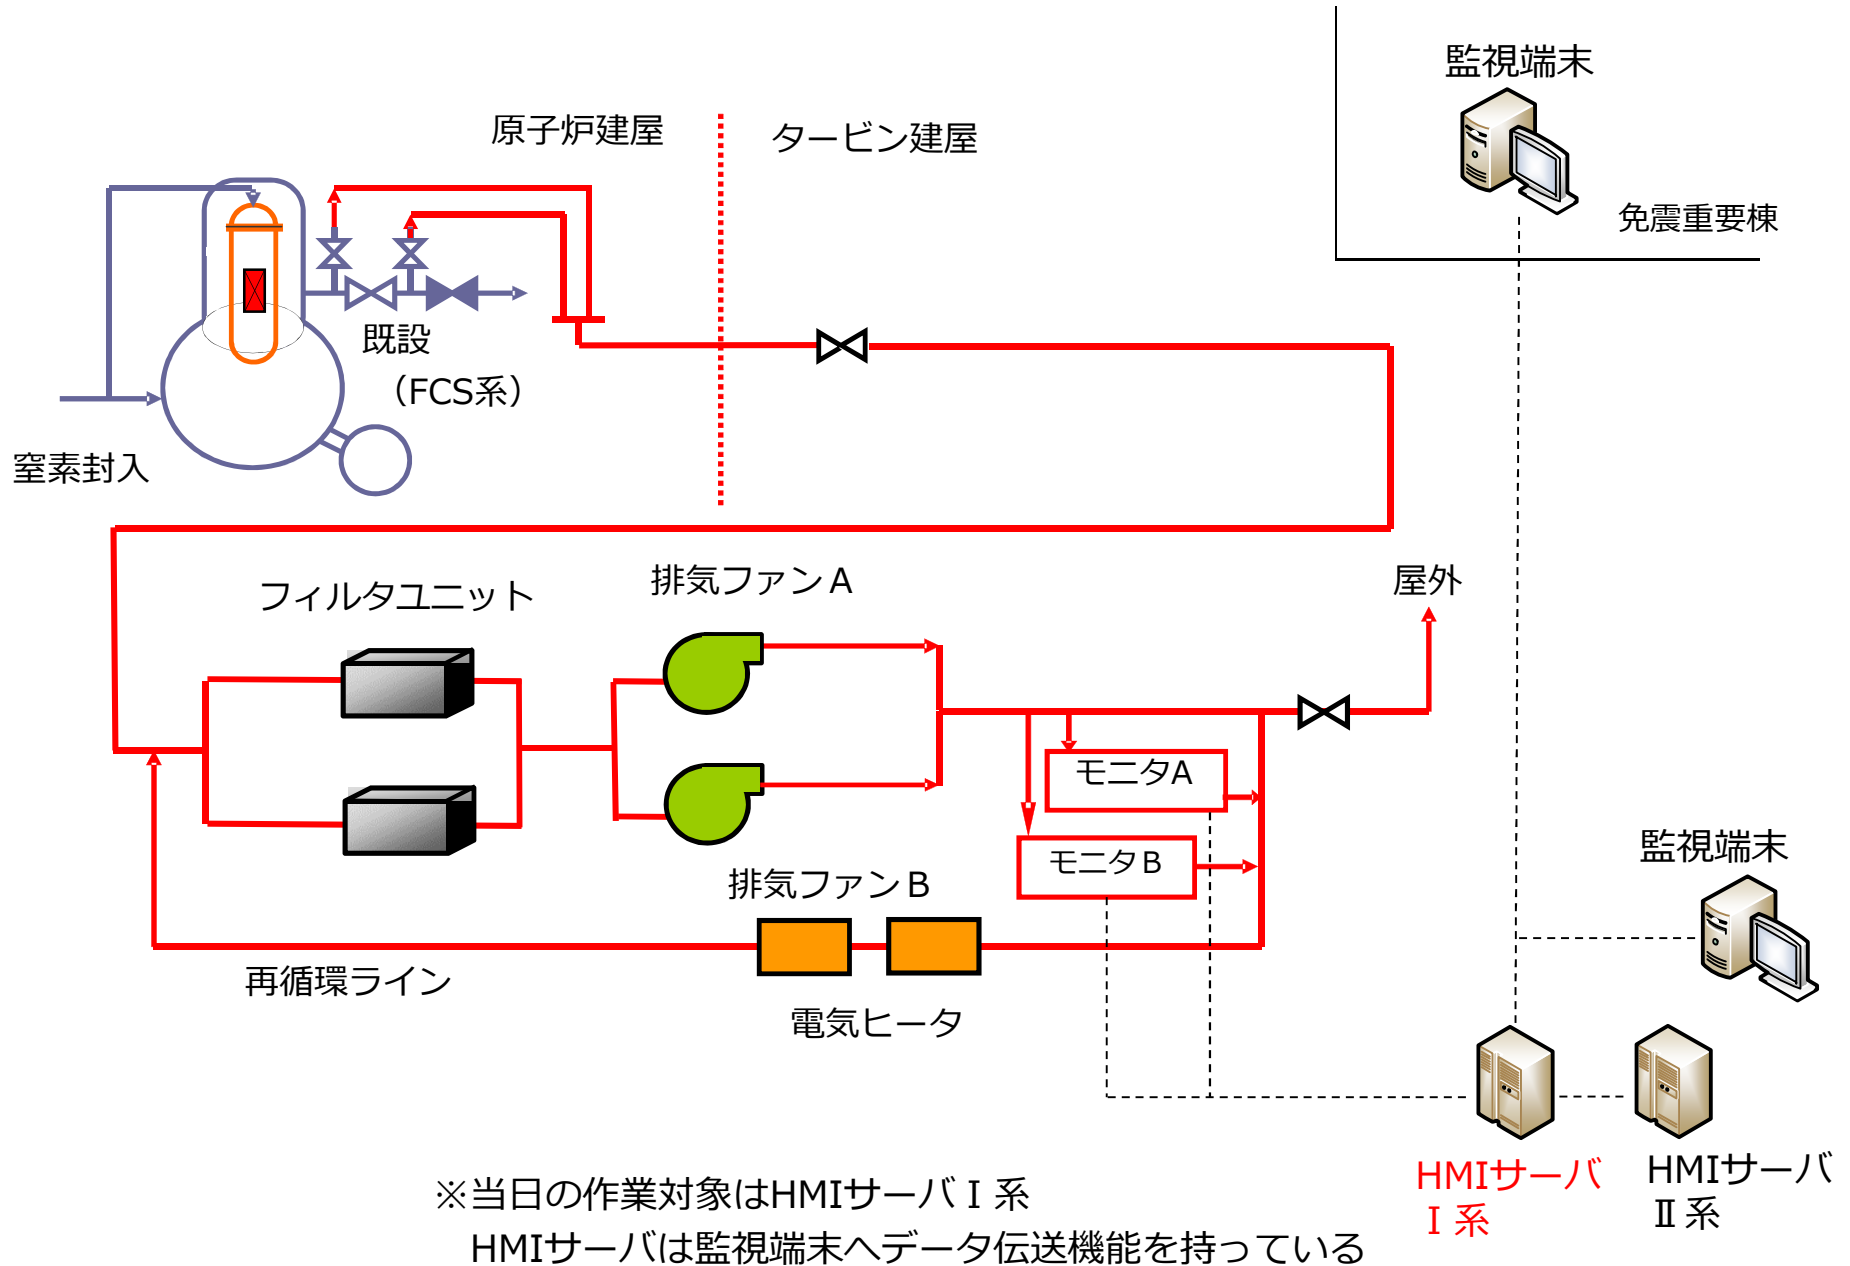 監視端末
原子炉建屋
タービン建屋
免震重要棟
既設
（FCS系）
窒素封入
フィルタユニット
排気ファンA
屋外
モニタA
モニタB
監視端末
排気ファンB
再循環ライン
電気ヒータ
HMIサーバ
Ⅰ系
HMIサーバ
Ⅱ系
※当日の作業対象はHMIサーバⅠ系
HMIサーバは監視端末へデータ伝送機能を持っている